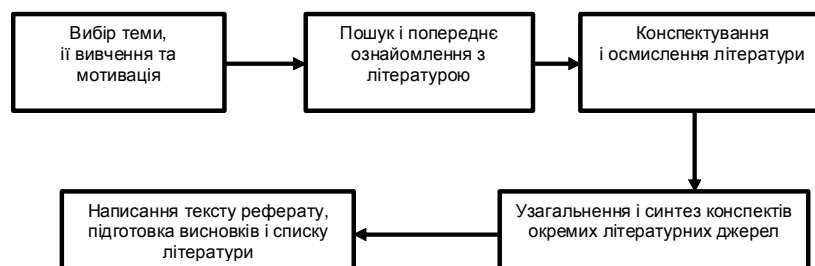 Вибір теми,
її вивчення та
мотивація
Пошук і попереднє
ознайомлення з
літературою
Конспектування
і осмислення літератури
Узагальнення і синтез конспектів
окремих літературних джерел
Написання тексту реферату,
підготовка висновків і списку
літератури